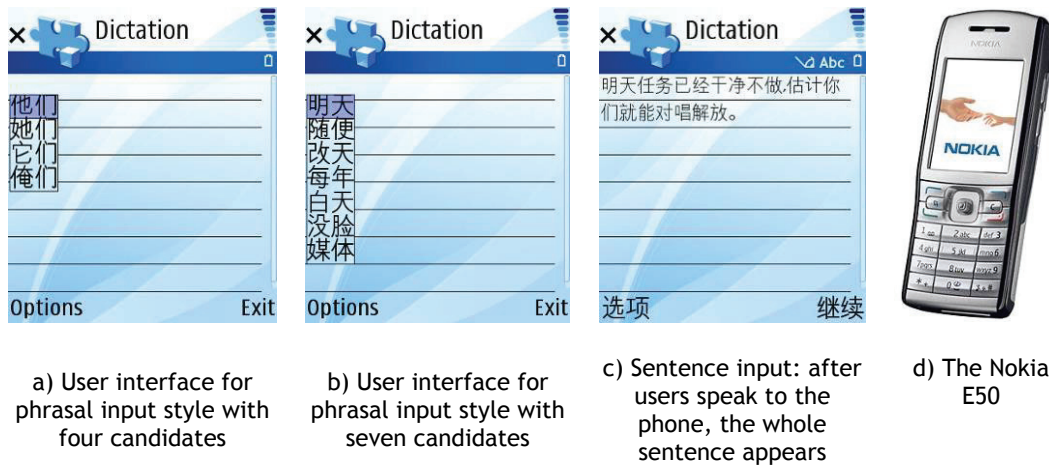 Dictation
他们
她们
它们
俺们
Options Exit
Dictation
明天
随便
改天
每年
白天
没脸
媒体
Options Exit
Dictation
Abc
明天任务已经干净不做,估计你
们就能对唱解放。
选项 继续
NOKIA
NOKIA
a) User interface for
phrasal input style with
four candidates
b) User interface for
phrasal input style with
seven candidates
c) Sentence input: after
users speak to the
phone, the whole
sentence appears
d) The Nokia
E50